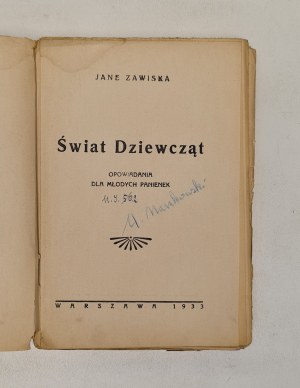 JANE ZAWISKA
Świat Dziewcząt
OPOWIADANIA
DLA MŁODYCH PANIENEK
WARSZAWA 1933